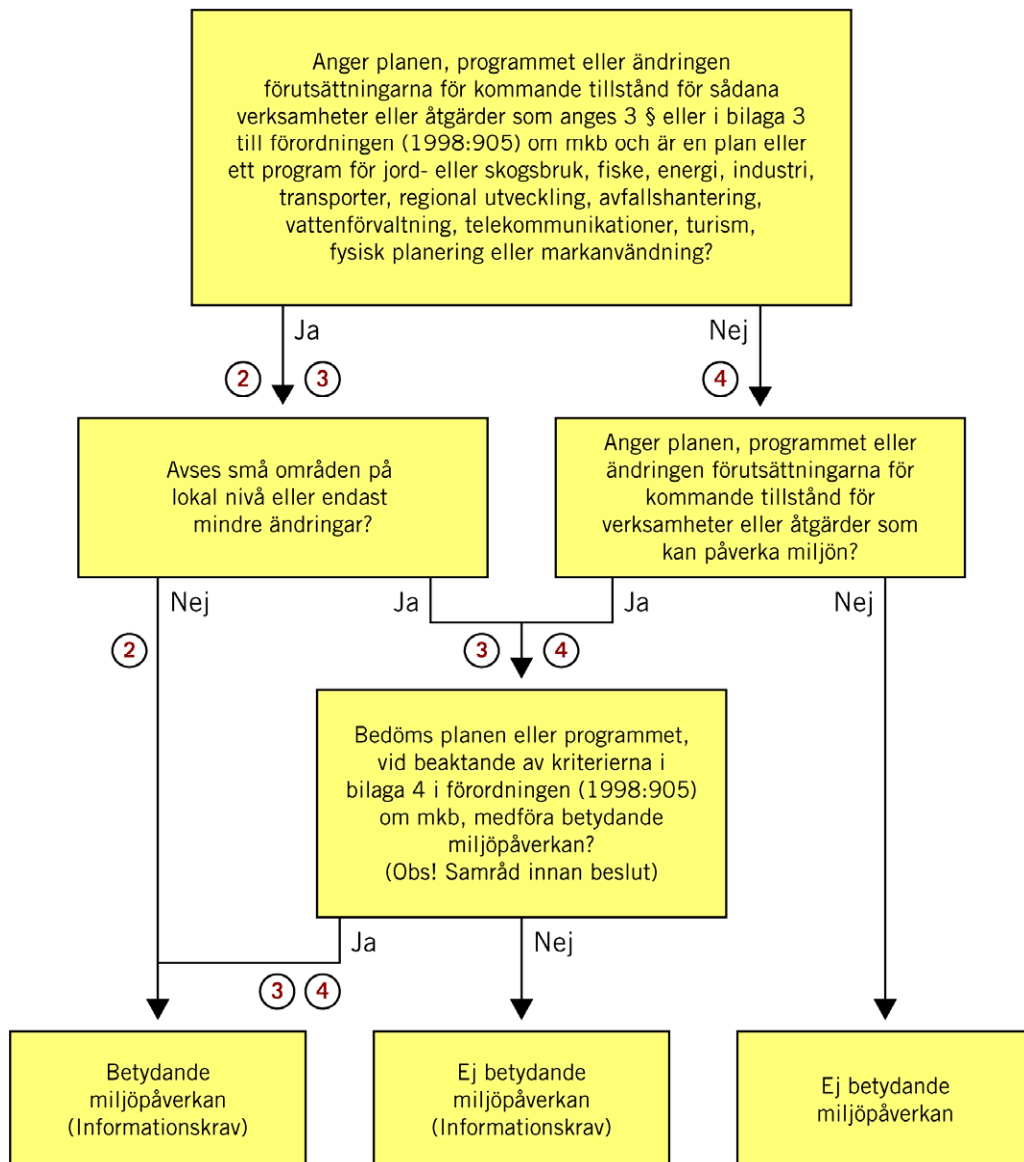 Anger planen, programmet eller ändringen
förutsättningarna för kommande tillstånd för sådana
verksamheter eller åtgärder som anges 3 § eller i bilaga 3
till förordningen (1998:905) om mkb och är en plan eller
ett program för jord- eller skogsbruk, fiske, energi, industri,
transporter, regional utveckling, avfallshantering,
vattenförvaltning, telekommunikationer, turism,
fysisk planering eller markanvändning?
Ja
Nej
2
3
4
Avses små områden på
lokal nivå eller endast
mindre ändringar?
Anger planen, programmet eller
ändringen förutsättningarna för
kommande tillstånd för
verksamheter eller åtgärder som
kan påverka miljön?
Nej
Ja
Ja
Nej
2
3
4
Bedöms planen eller programmet,
vid beaktande av kriterierna i
bilaga 4 i förordningen (1998:905)
om mkb, medföra betydande
miljöpåverkan?
(Obs! Samråd innan beslut)
Ja
Nej
3
4
Betydande
miljöpåverkan
(Informationskrav)
Ej betydande
miljöpåverkan
(Informationskrav)
Ej betydande
miljöpåverkan